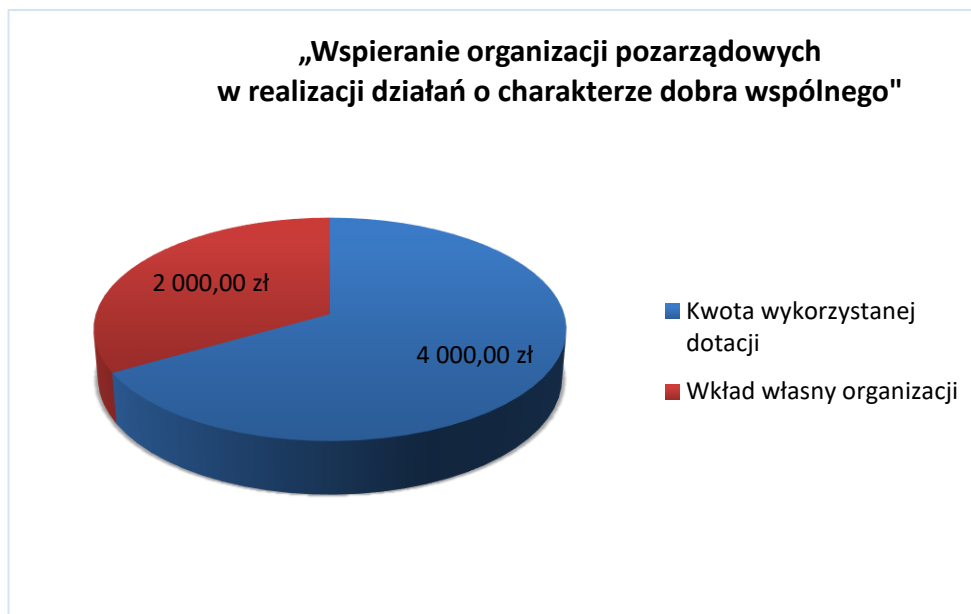 „Wspieranie organizacji pozarządowych
w realizacji działań o charakterze dobra wspólnego"
2 000,00 zł
4 000,00 zł
Kwota wykorzystanej
dotacji
Wkład własny organizacji